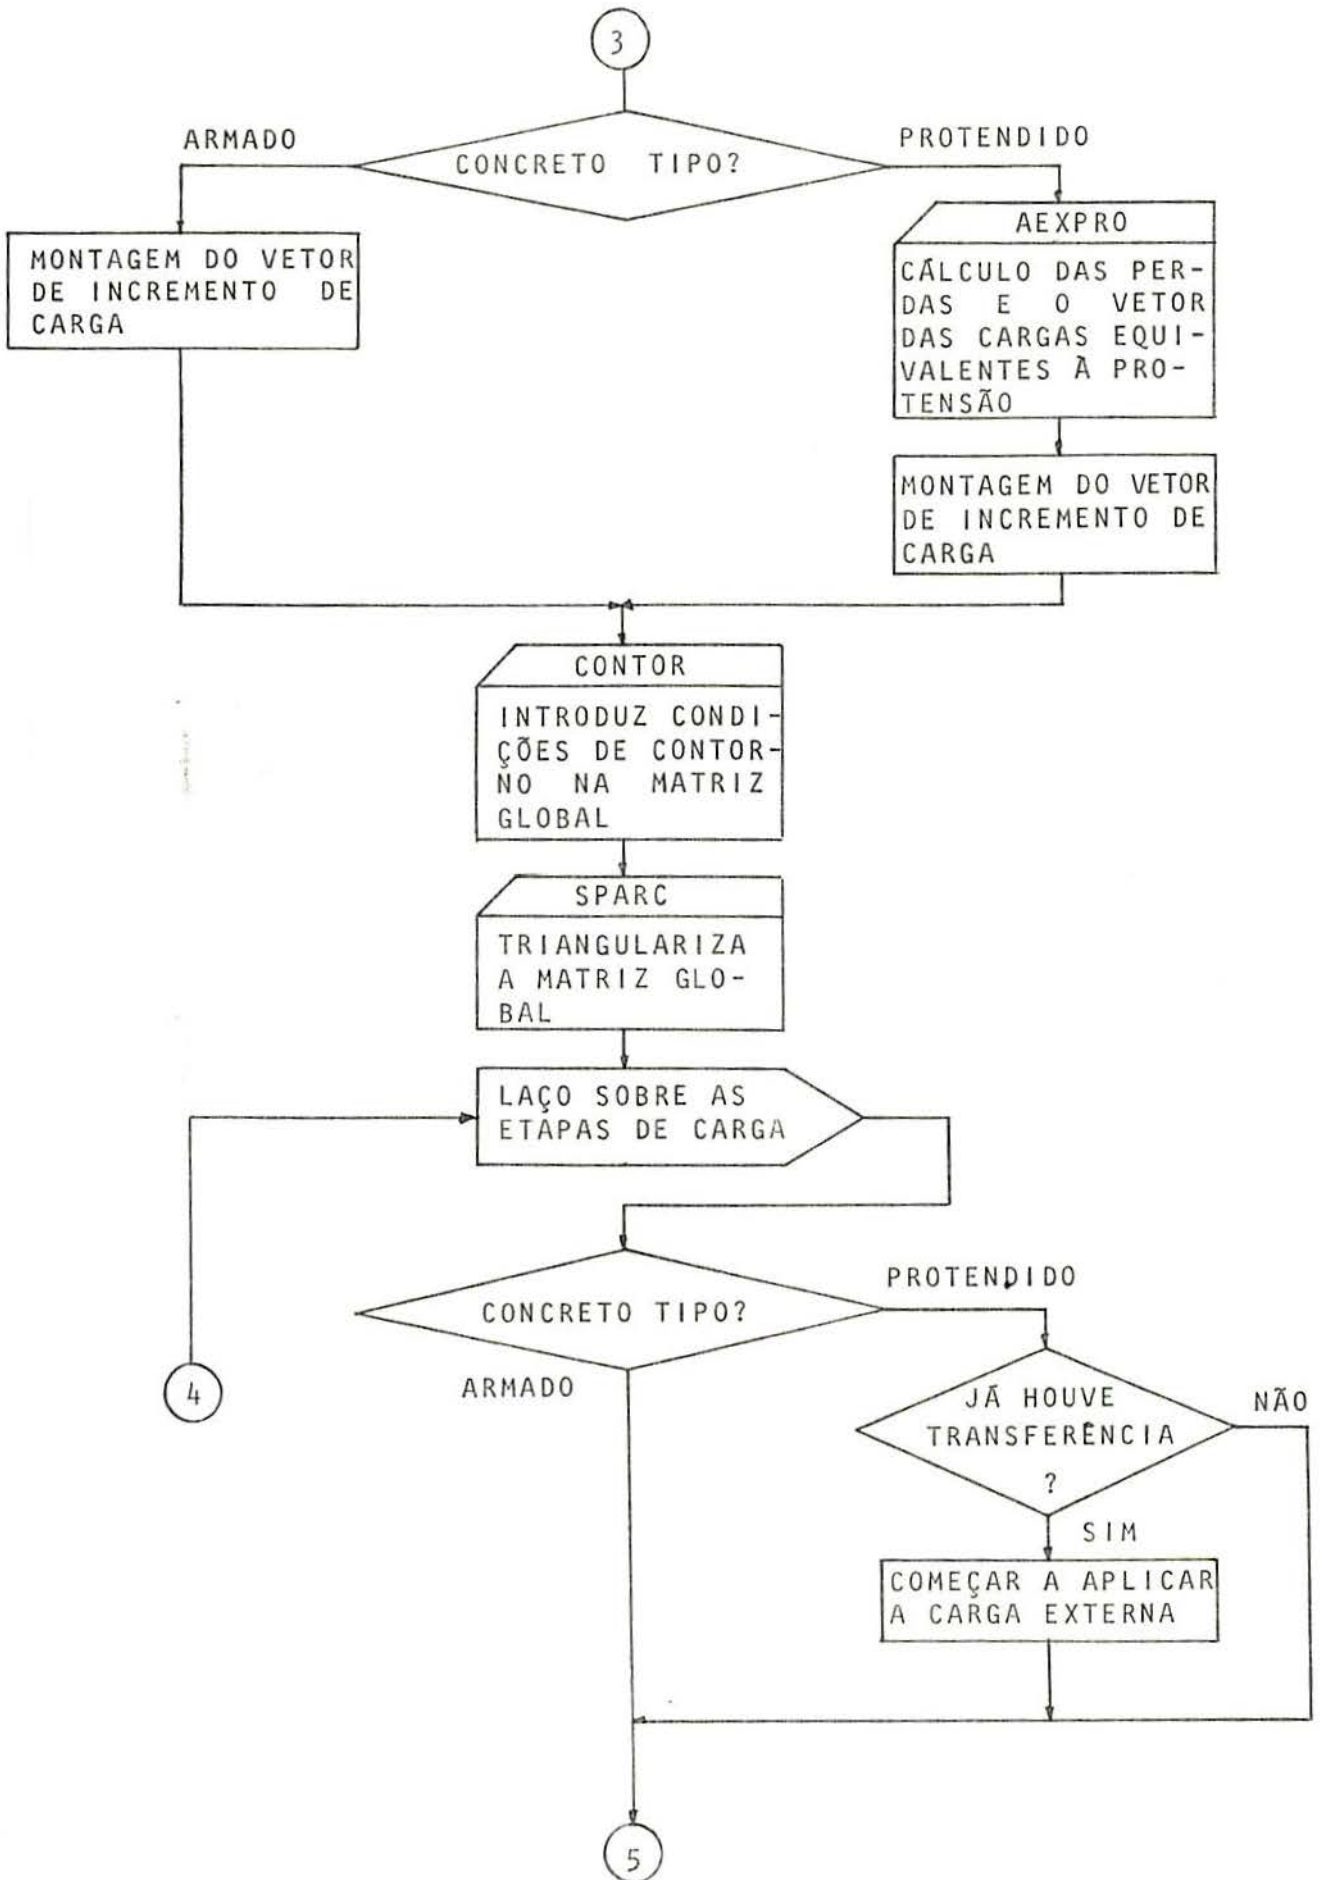 3
ARMADO
PROTENDIDO
CONCRETO TIPO?
MONTAGEM DO VETOR
DE INCREMENTO DE
CARGA
AEXPRO
CÁLCULO DAS PER-
DAS E O VETOR
DAS CARGAS EQUI-
VALENTES À PRO-
TENSÃO
MONTAGEM DO VETOR
DE INCREMENTO DE
CARGA
CONTOR
INTRODUZ CONDI-
ÇÕES DE CONTOR-
NO NA MATRIZ
GLOBAL
SPARC
TRIANGULARIZA
A MATRIZ GLO-
BAL
LAÇO SOBRE AS
ETAPAS DE CARGA
PROTENDIDO
CONCRETO TIPO?
ARMADO
4
JÁ HOUVE
TRANSFERÊNCIA
?
NÃO
SIM
COMEÇAR A APLICAR
A CARGA EXTERNA
5